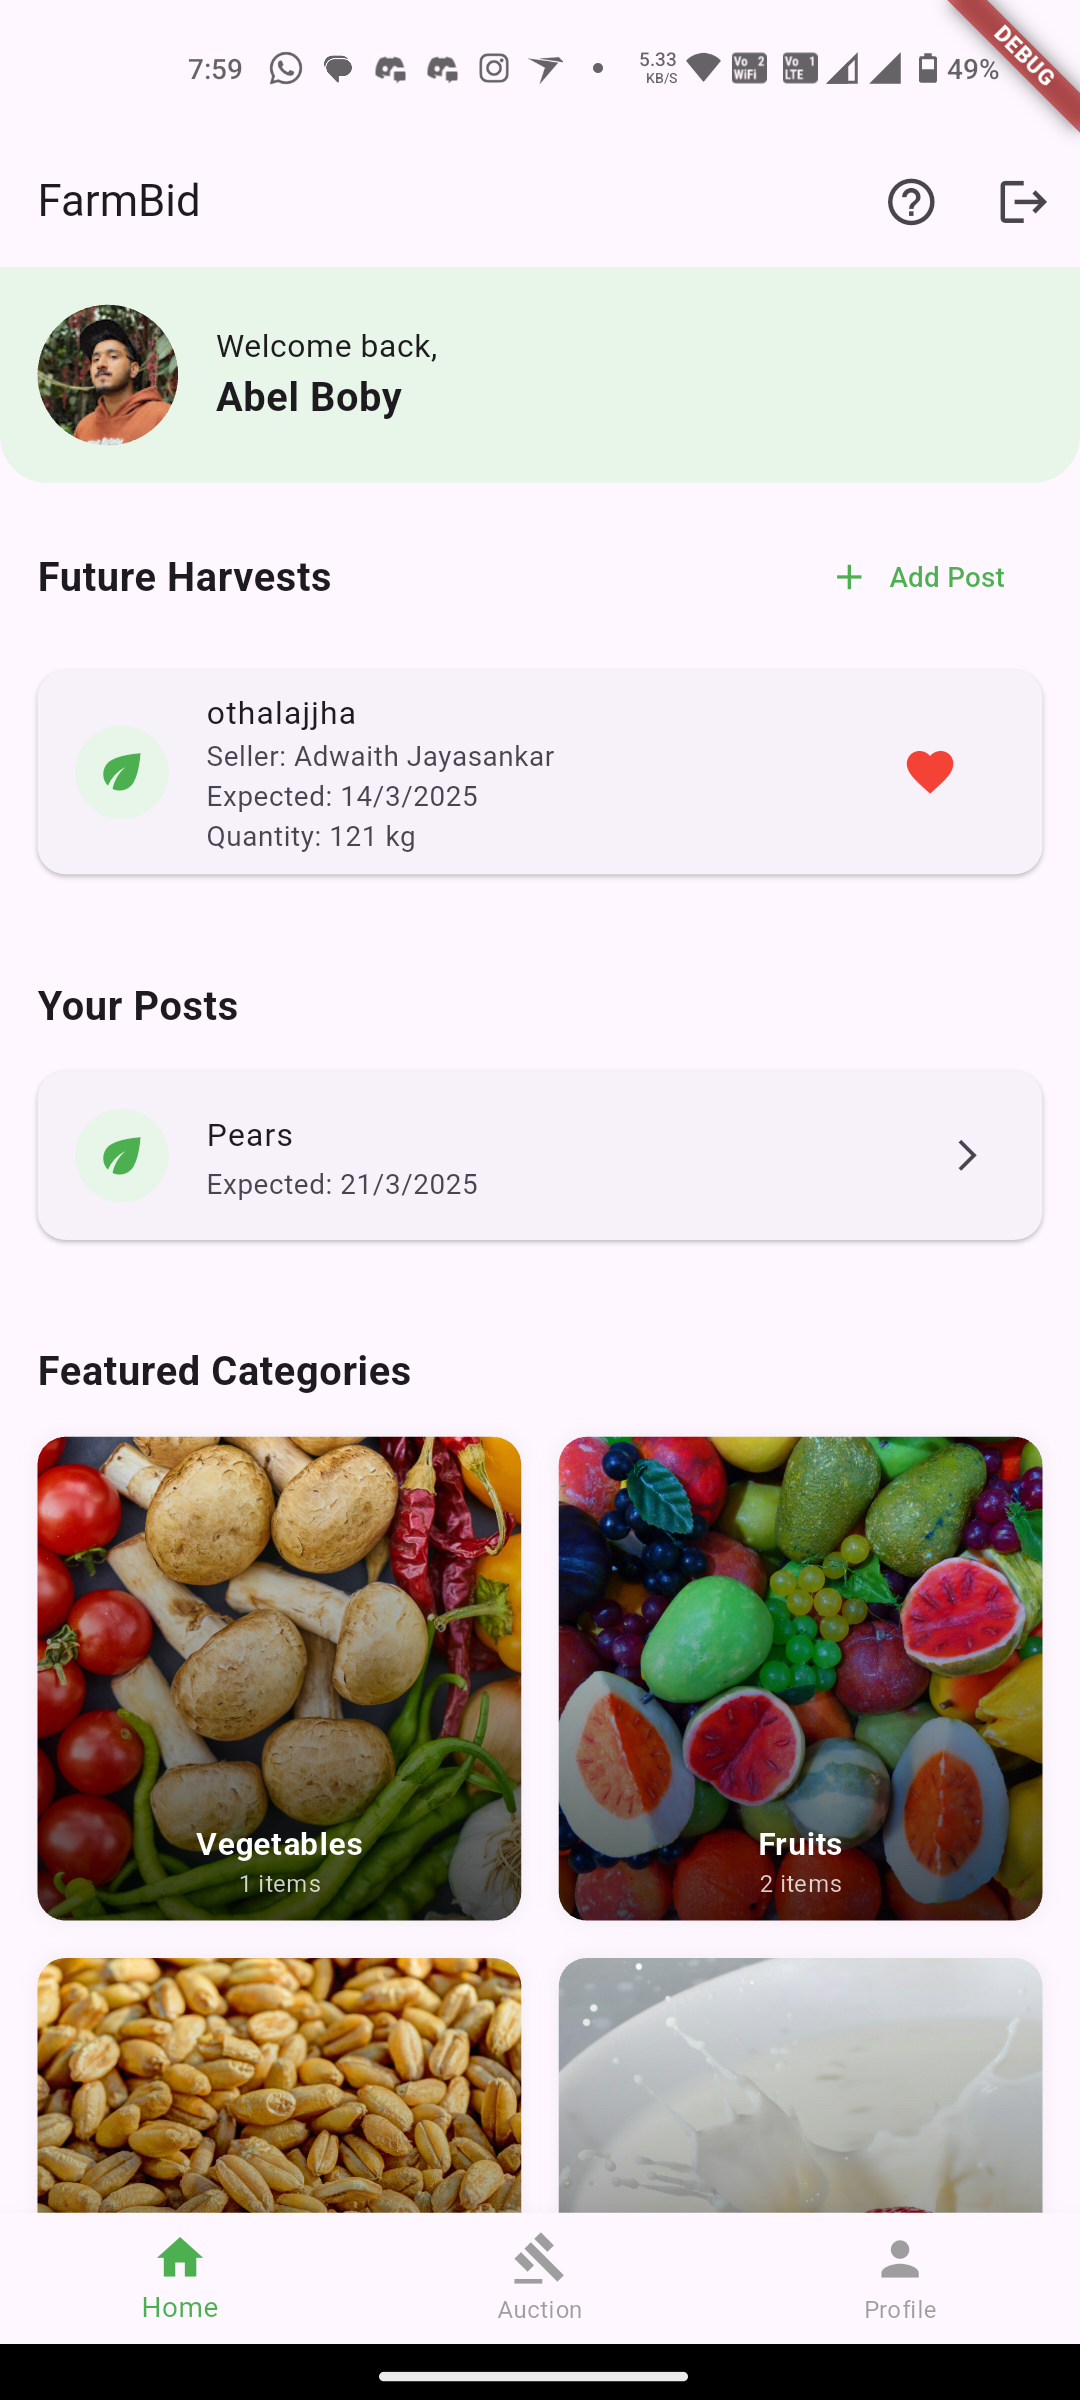 7:59
5.33
KB/S
Vo 2
WiFi
Vo 1
LTE
49%
DEBUG
FarmBid
Welcome back,
Abel Boby
Future Harvests
+ Add Post
othalajjha
Seller: Adwaith Jayasankar
Expected: 14/3/2025
Quantity: 121 kg
Your Posts
Pears
Expected: 21/3/2025
Featured Categories
Vegetables
1 items
Fruits
2 items
Home
Auction
Profile